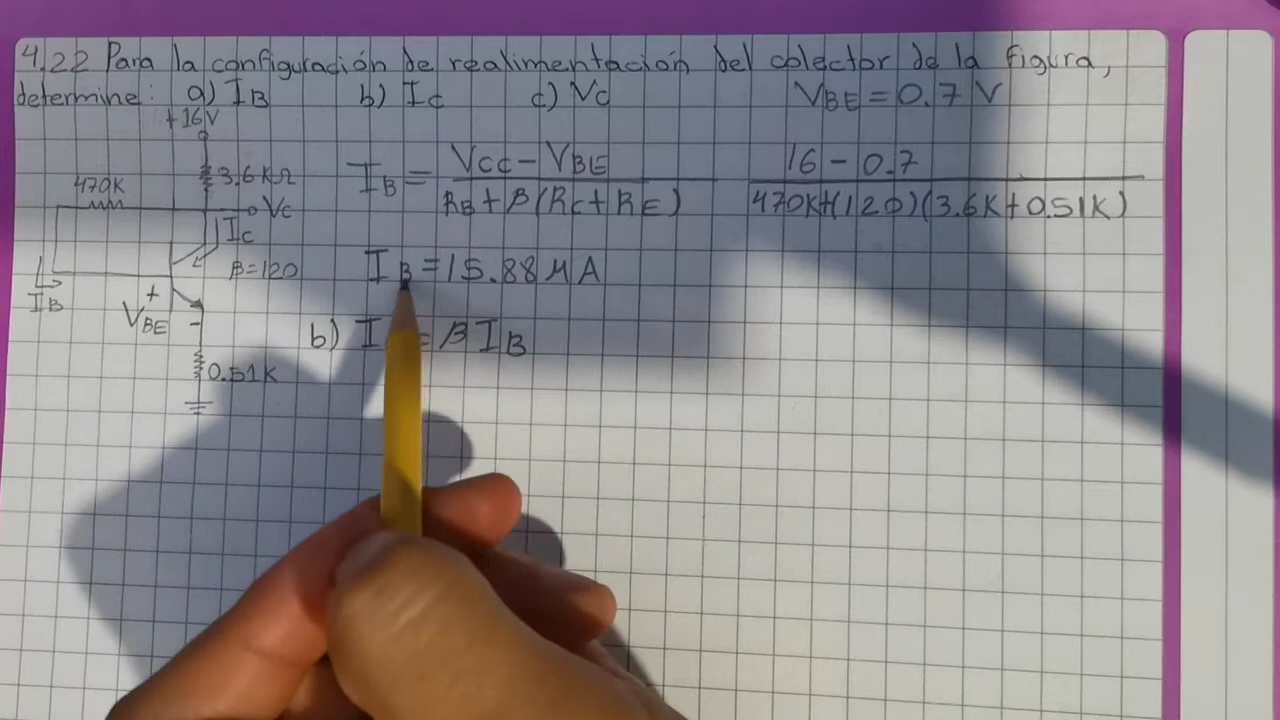 4.22 Para la configuración de realimentación del colector de la figura,
determine: a) IB b) Ic c) Vc VBE = 0.7 V
+16V
3.6 KΩ
470K
Vc
Ic
β=120
IB
+
VBE
-
0.51K
IB = Vcc - VBE / RB + β(Rc + RE)
16 - 0.7 / 470K+(120)(3.6K+0.51K)
IB = 15.88 μA
b) I = β IB